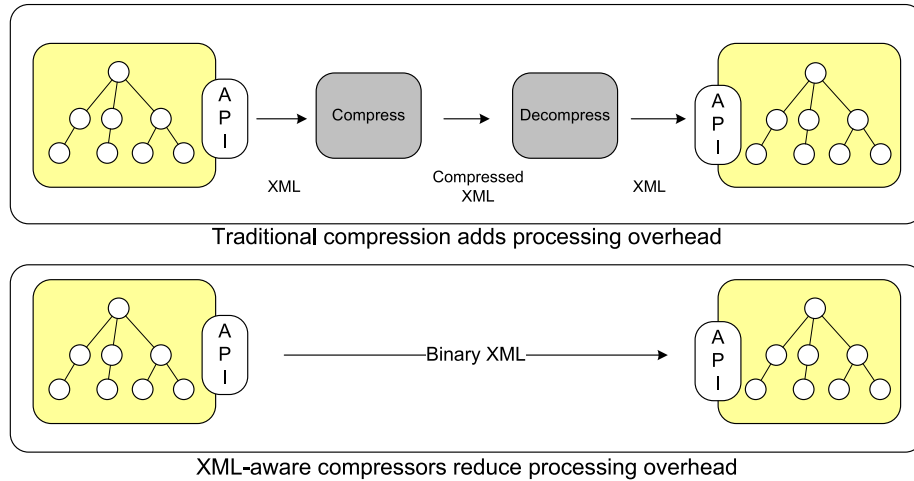 A
P
I
XML
Compress
Compressed
XML
Decompress
XML
A
P
I
Traditional compression adds processing overhead
A
P
I
Binary XML
A
P
I
XML-aware compressors reduce processing overhead